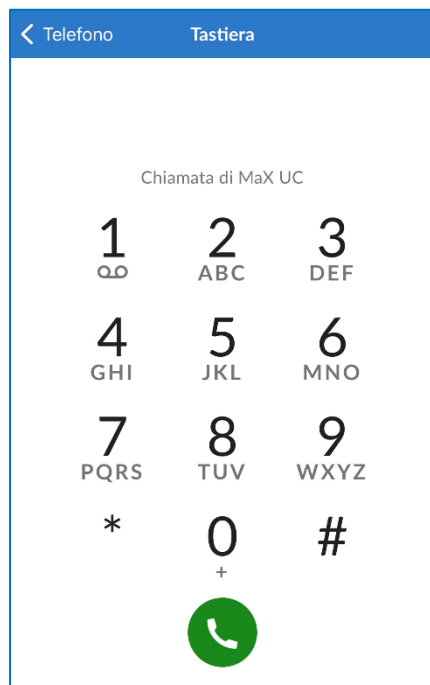 Telefono Tastiera
Chiamata di MaX UC
1 2 3
ABC DEF
4 5 6
GHI JKL MNO
7 8 9
PQRS TUV WXYZ
* 0 #
+